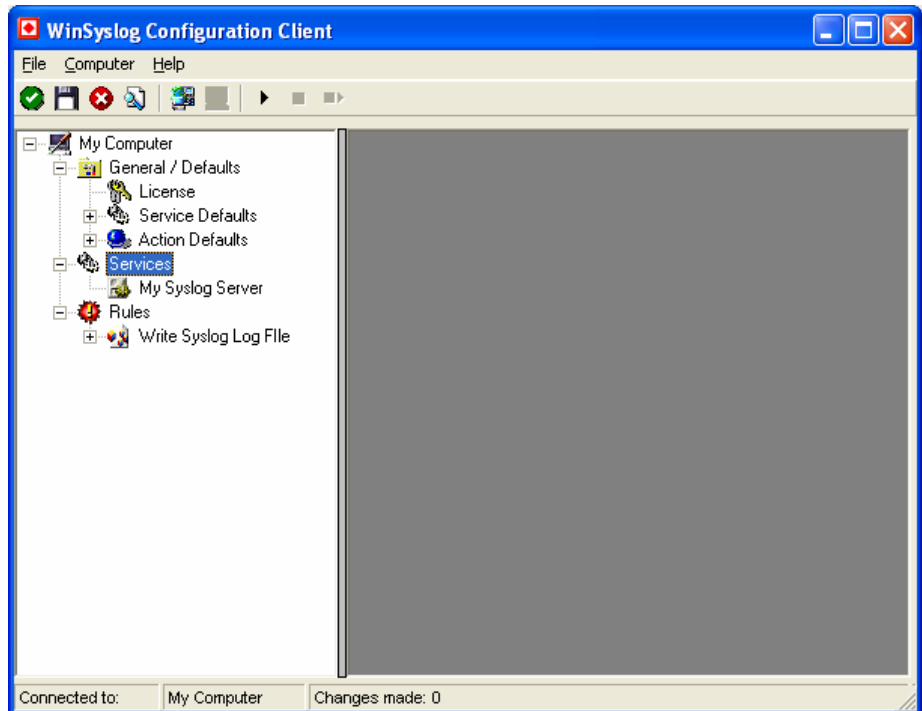 WinSyslog Configuration Client
File Computer Help
My Computer
General / Defaults
License
Service Defaults
Action Defaults
Services
My Syslog Server
Rules
Write Syslog Log FIle
Connected to: My Computer Changes made: 0